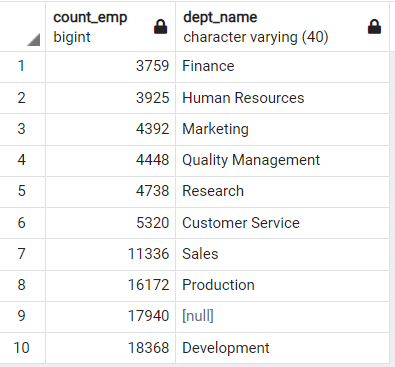 count_emp dept_name
bigint character varying (40)
1 3759 Finance
2 3925 Human Resources
3 4392 Marketing
4 4448 Quality Management
5 4738 Research
6 5320 Customer Service
7 11336 Sales
8 16172 Production
9 17940 [null]
10 18368 Development